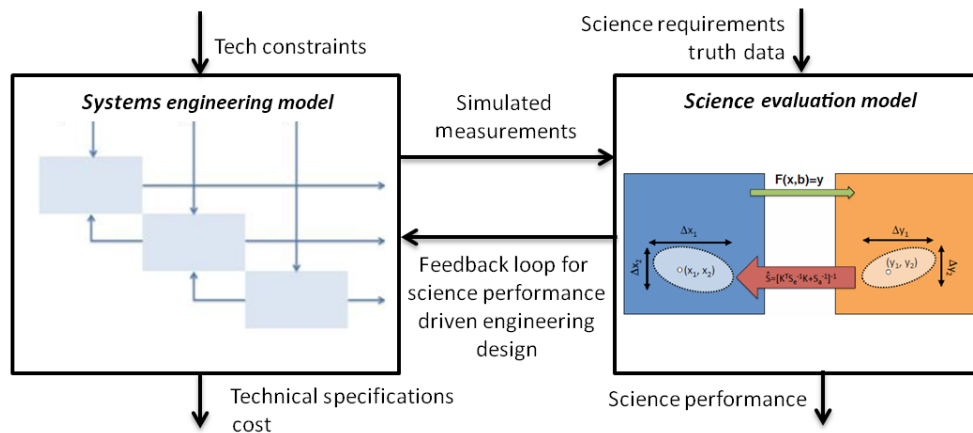 Tech constraints
Science requirements
truth data
Systems engineering model
Simulated
measurements
Science evaluation model
F(x,b)=y
Δx₁
Δx₂
(x₁, x₂)
Ŝ=[KᵀSₑ⁻¹K+Sₐ⁻¹]⁻¹
Δy₁
(y₁, y₂)
Δy₂
Feedback loop for
science performance
driven engineering
design
Technical specifications
cost
Science performance